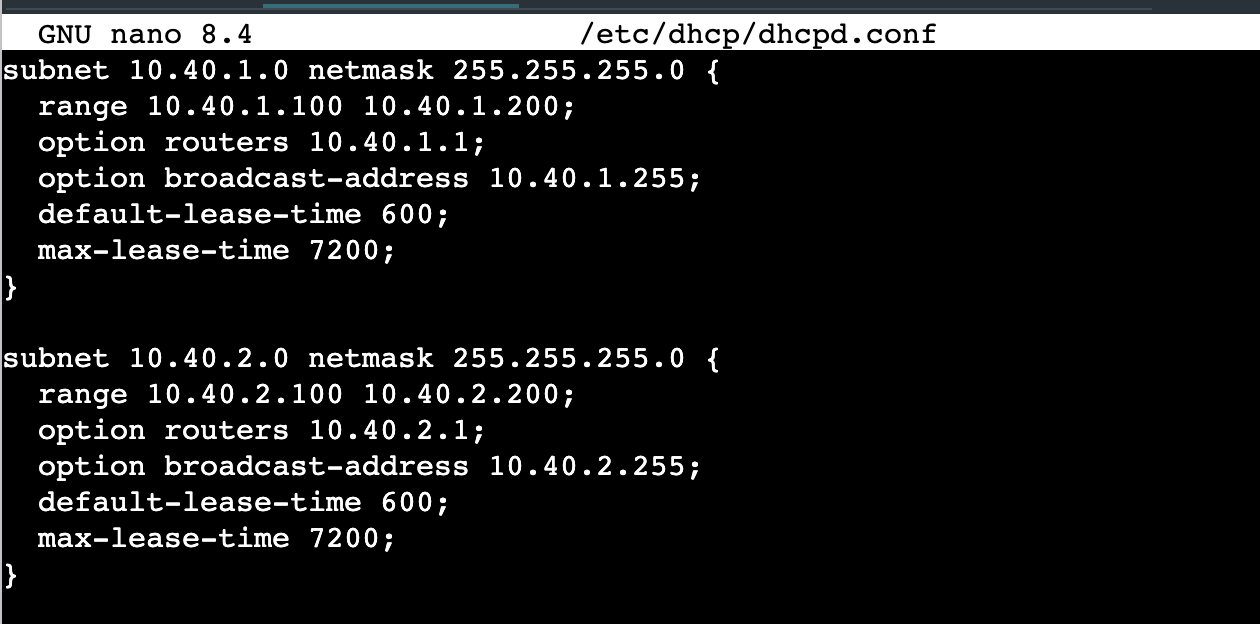 GNU nano 8.4 /etc/dhcp/dhcpd.conf
subnet 10.40.1.0 netmask 255.255.255.0 {
  range 10.40.1.100 10.40.1.200;
  option routers 10.40.1.1;
  option broadcast-address 10.40.1.255;
  default-lease-time 600;
  max-lease-time 7200;
}

subnet 10.40.2.0 netmask 255.255.255.0 {
  range 10.40.2.100 10.40.2.200;
  option routers 10.40.2.1;
  option broadcast-address 10.40.2.255;
  default-lease-time 600;
  max-lease-time 7200;
}